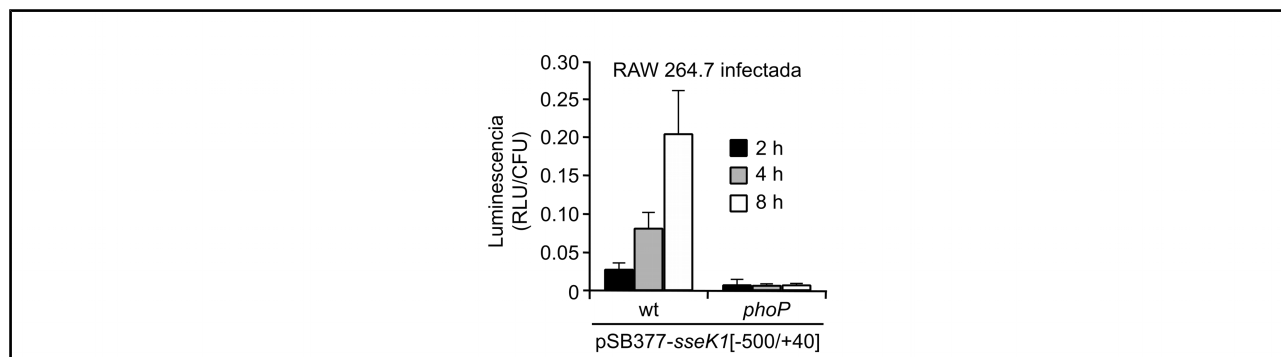 RAW 264.7 infectada
Luminescencia
(RLU/CFU)
0.30
0.25
0.20
0.15
0.10
0.05
0
2 h
4 h
8 h
wt
phoP
pSB377-sseK1[-500/+40]